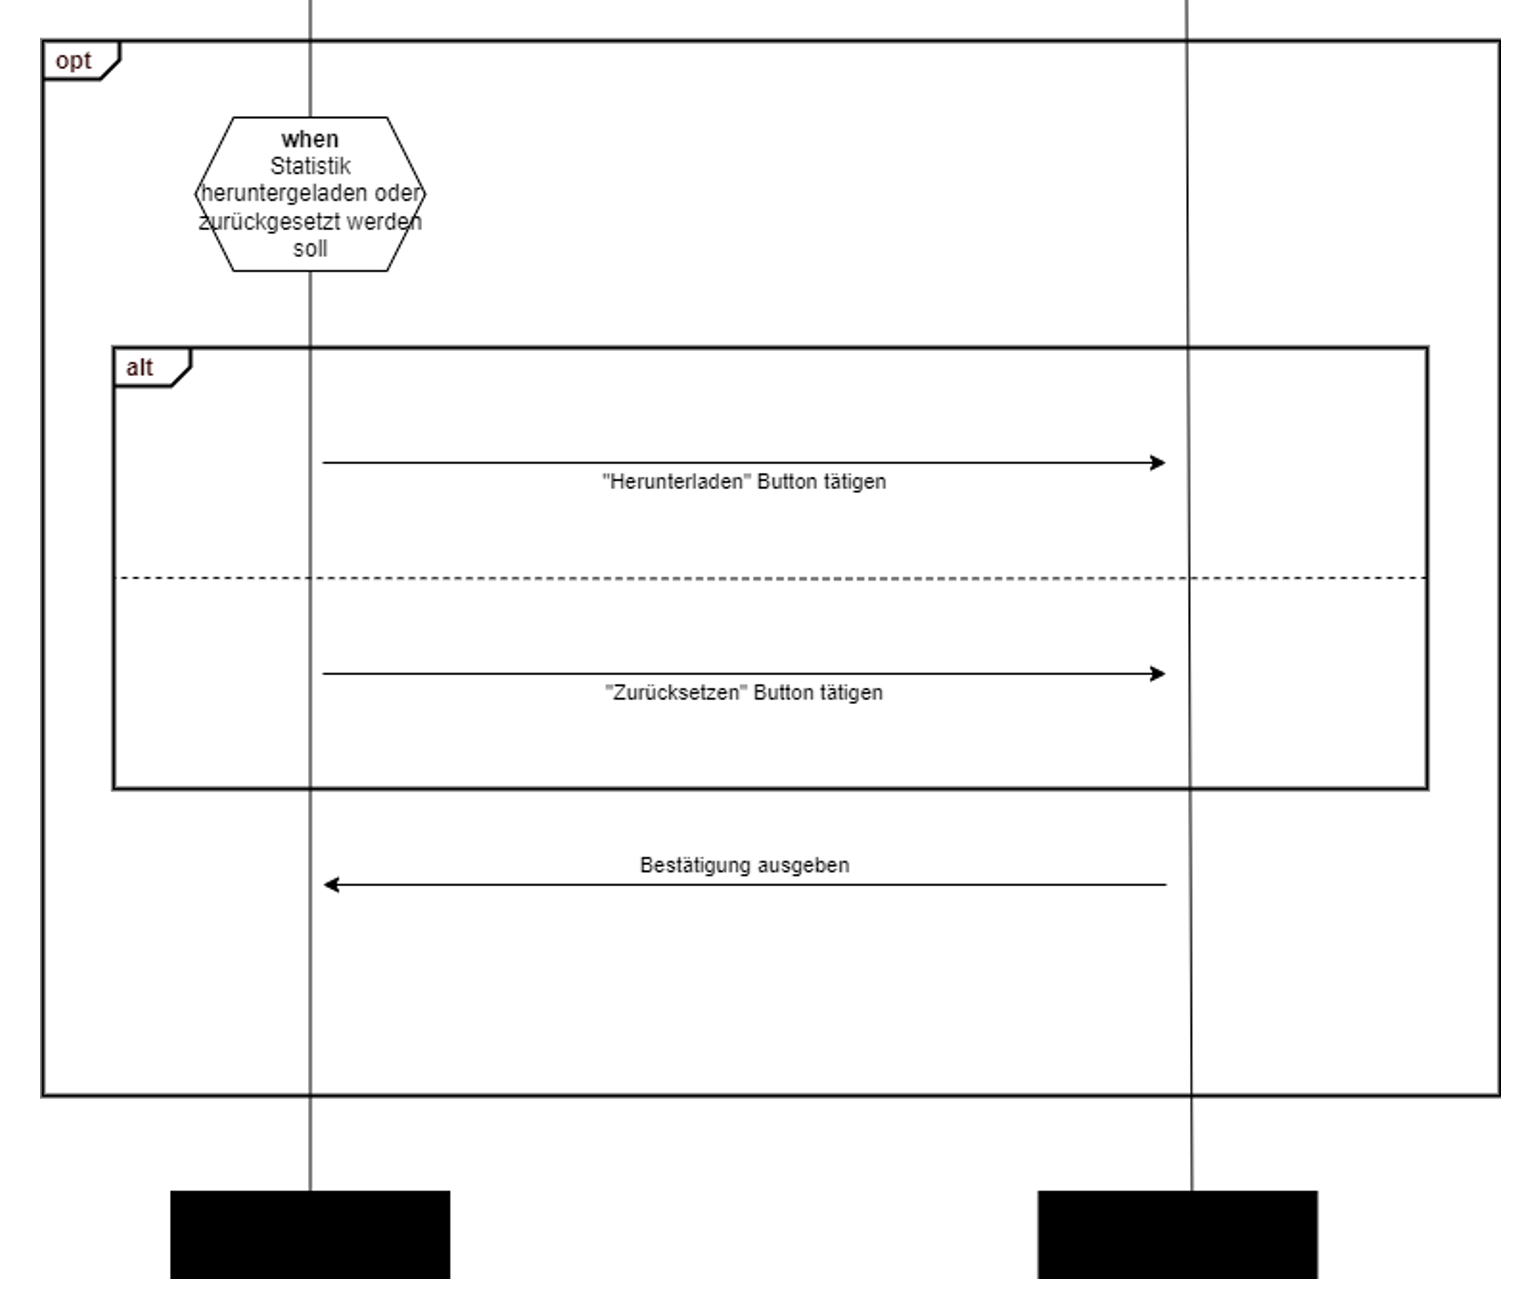 opt
when
Statistik
heruntergeladen oder
zurückgesetzt werden
soll
alt
"Herunterladen" Button tätigen
"Zurücksetzen" Button tätigen
Bestätigung ausgeben